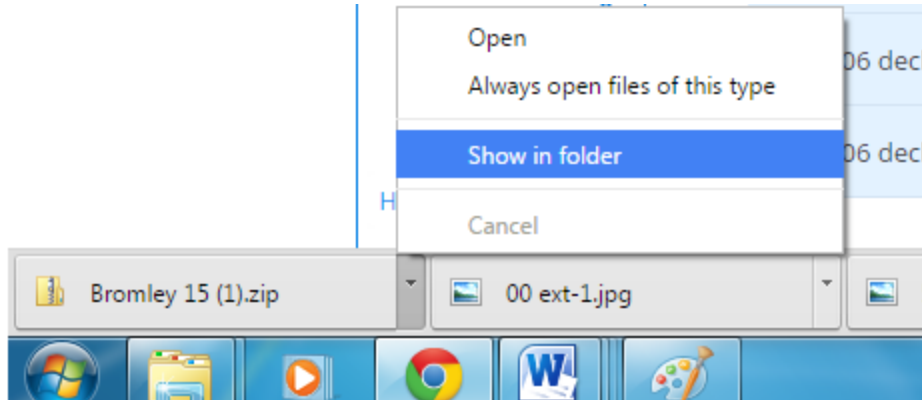 Open
Always open files of this type
06 dec
Show in folder
06 dec
H
Cancel
Bromley 15 (1).zip
00 ext-1.jpg
W